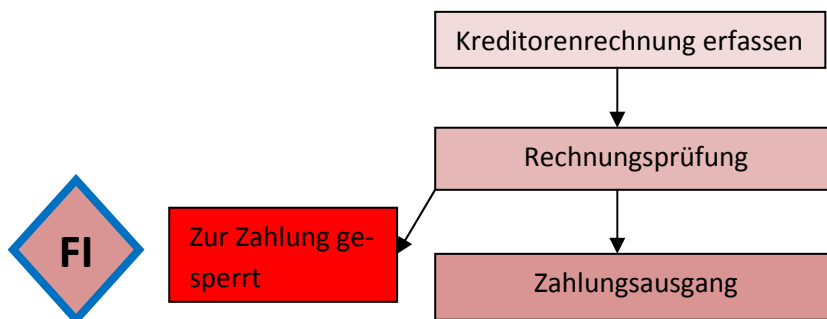 Kreditorenrechnung erfassen
Rechnungsprüfung
FI
Zur Zahlung ge-
sperrt
Zahlungsausgang